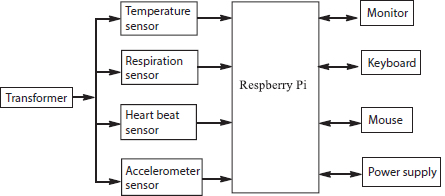 Transformer
Temperature
sensor
Respiration
sensor
Heart beat
sensor
Accelerometer
sensor
Respberry Pi
Monitor
Keyboard
Mouse
Power supply